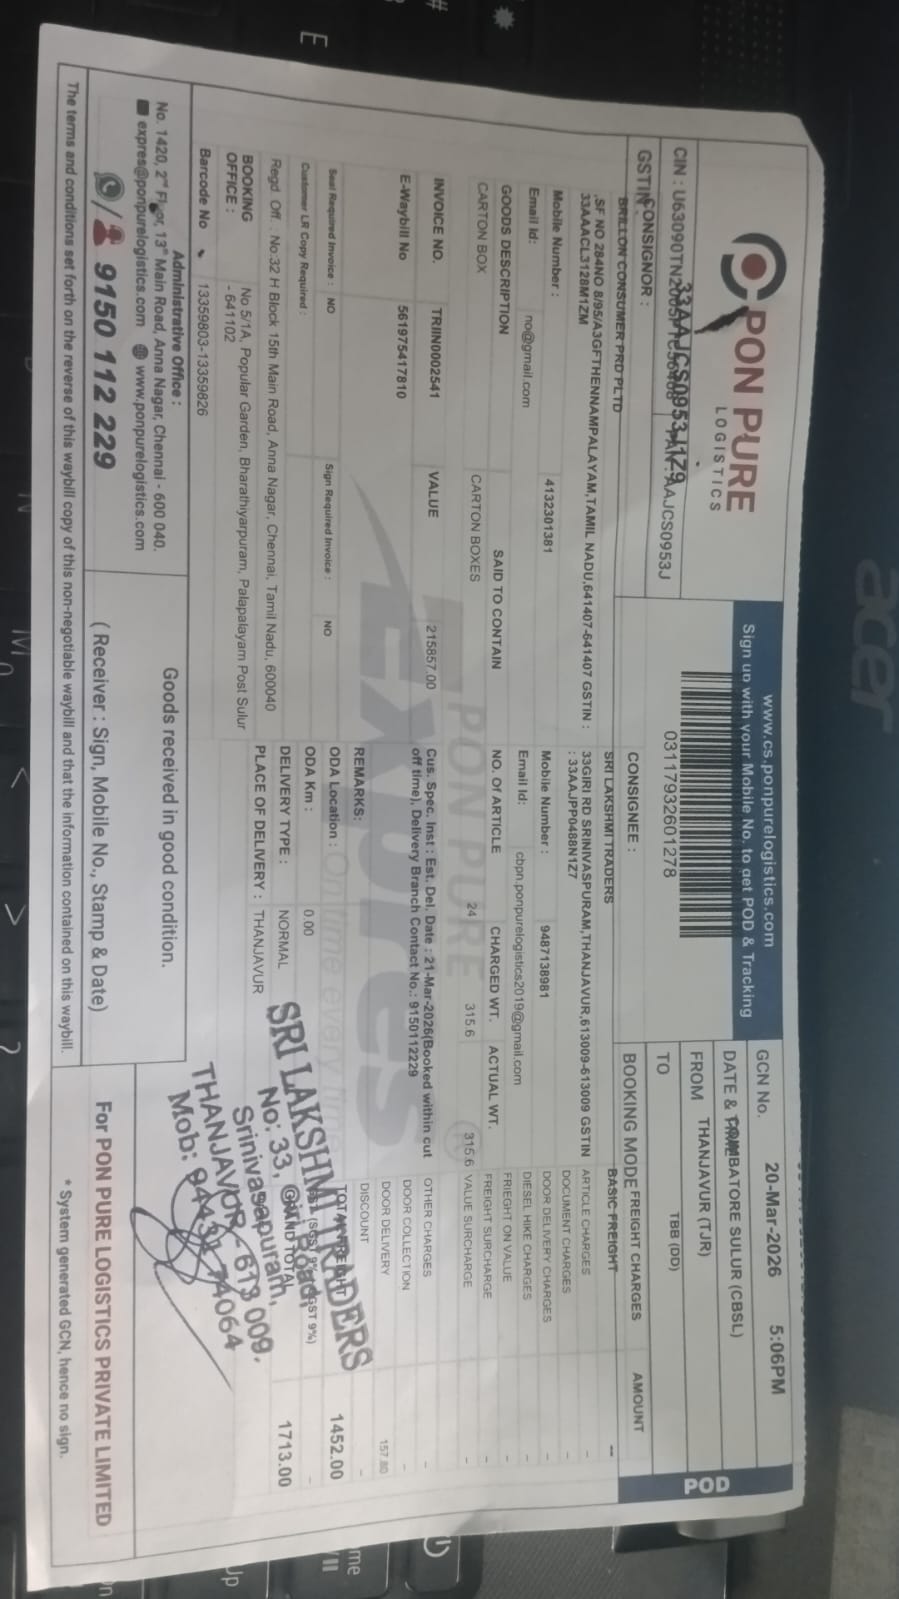 PON PURE
LOGISTICS
www.cs.ponpurelogistics.com
Sign up with your Mobile No. to get POD & Tracking
03117932601278
GCN No. 20-Mar-2026 5:06PM
DATE & TIME
COIMBATORE SULUR (CBSL)
FROM THANJAVUR (TJR)
TO TBB (DD)
BOOKING MODE
POD
PAN : AAJCS0953J
GSTIN 33AAJCS0953J1Z9
CONSIGNOR :
BRILLON CONSUMER PRD PLTD
,SF NO 284NO 8/95/A3GFTHENNAMPALAYAM,TAMIL NADU,641407-641407 GSTIN :
33AAACL3128M1ZM
Mobile Number : 4132301381
Email Id: no@gmail.com
CONSIGNEE :
SRI LAKSHMI TRADERS
33GIRI RD SRINIVASPURAM,THANJAVUR,613009-613009 GSTIN
: 33AAJPP0488N1Z7
Mobile Number : 9487138981
Email Id: cbpn.ponpurelogistics2019@gmail.com
GOODS DESCRIPTION SAID TO CONTAIN NO. Of ARTICLE CHARGED WT. ACTUAL WT.
CARTON BOX CARTON BOXES 24 315.6 315.6
INVOICE NO. TRIIN0002541 VALUE 215857.00
E-Waybill No 561975417810
Cus. Spec. Inst : Est. Del. Date : 21-Mar-2026(Booked within cut
off time), Delivery Branch Contact No.: 9150112229
REMARKS:
Seal Required Invoice : NO Sign Required Invoice : NO
Customer LR Copy Required :
ODA Location :
ODA Km : 0.00
DELIVERY TYPE : NORMAL
PLACE OF DELIVERY : THANJAVUR
Regd. Off. : No:32 H Block 15th Main Road, Anna Nagar, Chennai, Tamil Nadu, 600040
BOOKING OFFICE : No 5/1A, Popular Garden, Bharathiyarpuram, Palapalayam Post Sulur
- 641102
Barcode No 13359803-13359826
FREIGHT CHARGES AMOUNT
BASIC FREIGHT --
ARTICLE CHARGES -
DOCUMENT CHARGES -
DOOR DELIVERY CHARGES -
DIESEL HIKE CHARGES -
FRIEGHT ON VALUE -
FREIGHT SURCHARGE -
VALUE SURCHARGE -
OTHER CHARGES -
DOOR COLLECTION -
DOOR DELIVERY 157.80
DISCOUNT -
TOTAL FREIGHT 1452.00
GRAND TOTAL 1713.00
PON PURE
EXpures
On time every time
SRI LAKSHMI TRADERS
No: 33, Giri Road,
Srinivasapuram,
THANJAVUR - 613 009.
Administrative Office :
No. 1420, 2nd Floor, 13th Main Road, Anna Nagar, Chennai - 600 040.
expres@ponpurelogistics.com www.ponpurelogistics.com
9150 112 229
Goods received in good condition.
( Receiver : Sign, Mobile No., Stamp & Date)
For PON PURE LOGISTICS PRIVATE LIMITED
The terms and conditions set forth on the reverse of this waybill copy of this non-negotiable waybill and that the information contained on this waybill.
* System generated GCN, hence no sign.
acer